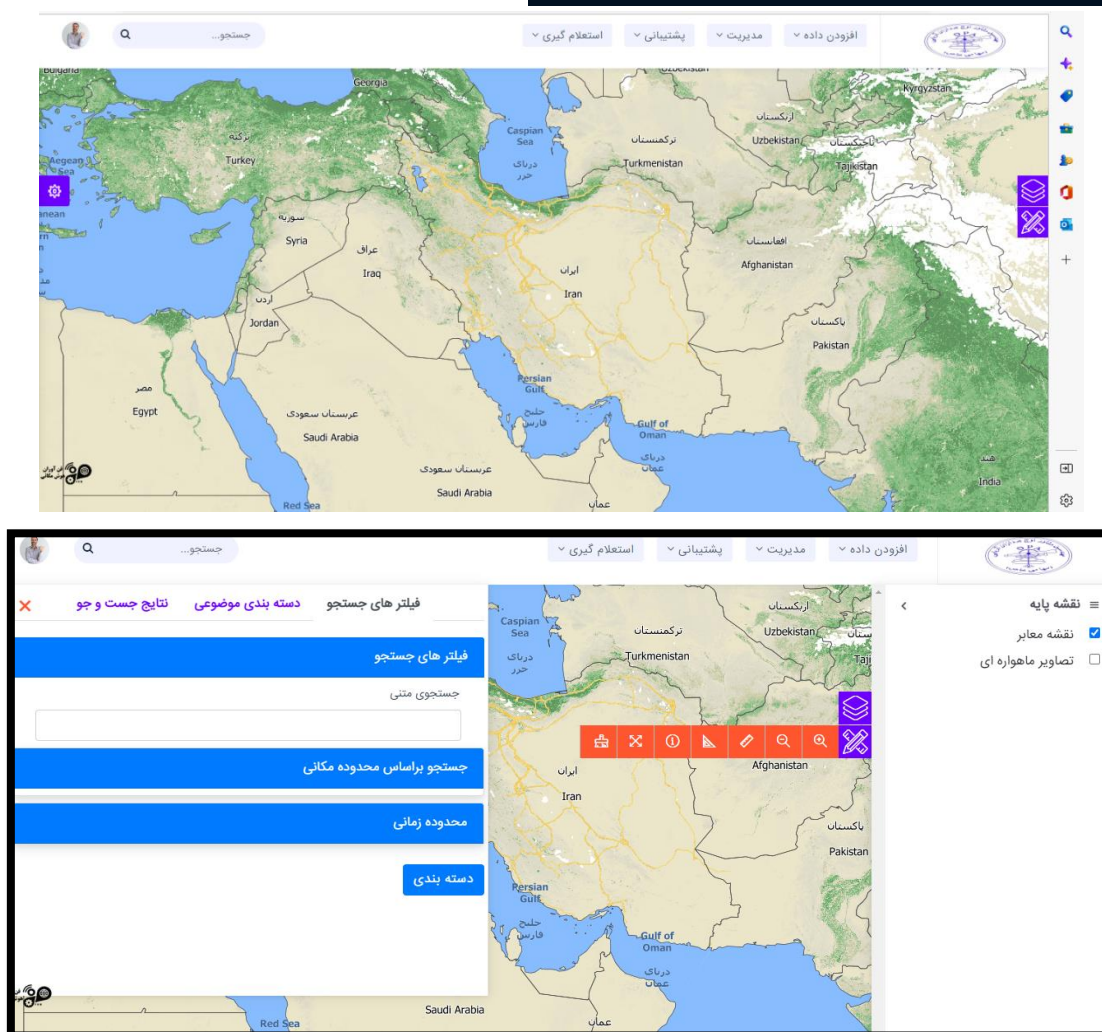 افزودن داده
مدیریت
پشتیبانی
استعلام گیری
جستجو...
Bulgaria
Georgia
Uzbekistan
Kyrgyzstan
ترکیه
Turkey
Aegean
Sea
Caspian
Sea
دریای
خزر
ترکمنستان
Turkmenistan
ازبکستان
Uzbekistan
تاجیکستان
Tajikistan
سوریه
Syria
عراق
Iraq
ایران
Iran
افغانستان
Afghanistan
اردن
Jordan
پاکستان
Pakistan
مصر
Egypt
Persian
Gulf
خلیج
فارس
عربستان سعودی
Saudi Arabia
Gulf of
Oman
دریای
عمان
عربستان سعودی
Saudi Arabia
هند
India
Red Sea
عمان
فن آوران
هوش مکانی
افزودن داده
مدیریت
پشتیبانی
استعلام گیری
جستجو...
نقشه پایه
نقشه معابر
تصاویر ماهواره ای
فیلتر های جستجو
دسته بندی موضوعی
نتایج جست و جو
فیلتر های جستجو
جستجوی متنی
جستجو براساس محدوده مکانی
محدوده زمانی
دسته بندی
Caspian
Sea
دریای
خزر
ترکمنستان
Turkmenistan
ازبکستان
Uzbekistan
ستان
Taji
ایران
Iran
Afghanistan
پاکستان
Pakistan
Persian
Gulf
خلیج
فارس
Gulf of
Oman
دریای
عمان
Saudi Arabia
Red Sea
عمان